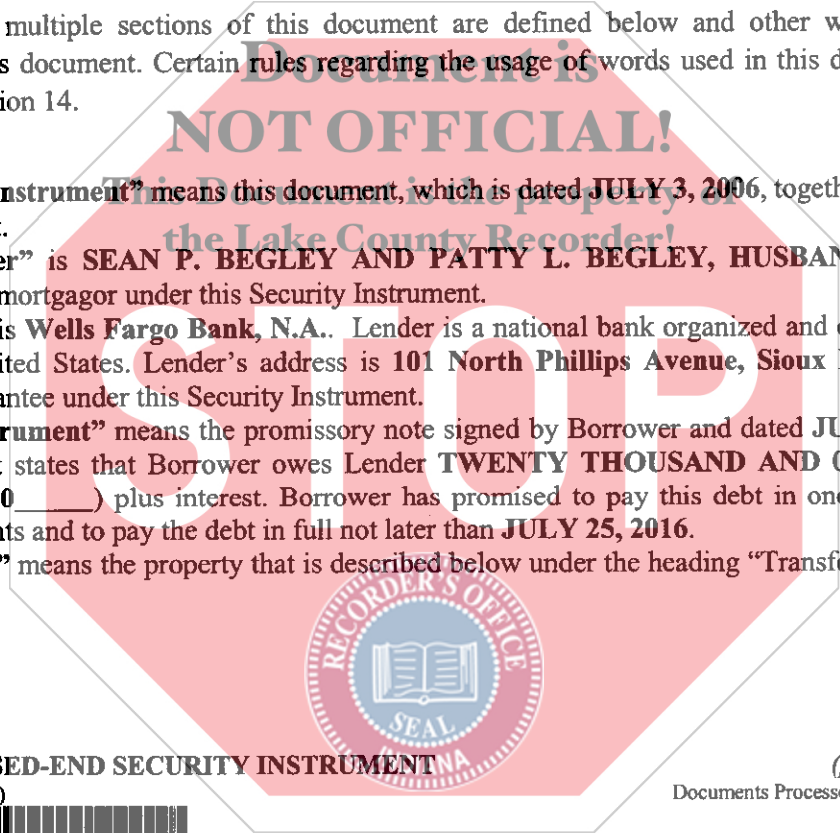 multiple sections of this document are defined below and other w
s document. Certain rules regarding the usage of words used in this d
ion 14.
Document is
NOT OFFICIAL!
This Document is the property of
the Lake County Recorder!
nstrument” means this document, which is dated JULY 3, 2006, togeth
t.
er” is SEAN P. BEGLEY AND PATTY L. BEGLEY, HUSBAN
mortgagor under this Security Instrument.
is Wells Fargo Bank, N.A.. Lender is a national bank organized and
ited States. Lender’s address is 101 North Phillips Avenue, Sioux
antee under this Security Instrument.
rument” means the promissory note signed by Borrower and dated JU
t states that Borrower owes Lender TWENTY THOUSAND AND 0
0_____) plus interest. Borrower has promised to pay this debt in one
ts and to pay the debt in full not later than JULY 25, 2016.
” means the property that is described below under the heading “Transfe
STOP
RECORDER'S OFFICE
SEAL
INDIANA
SED-END SECURITY INSTRUMENT
)
Documents Processe